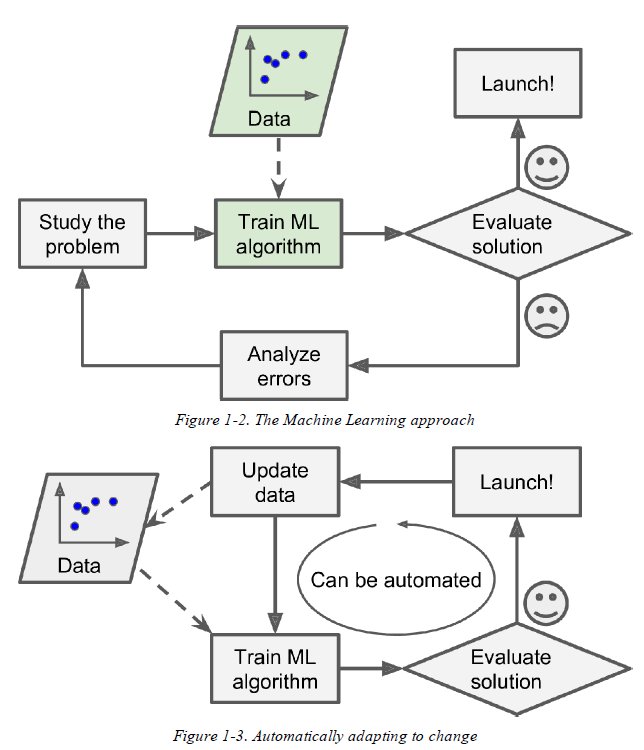 Data
Launch!
Study the
problem
Train ML
algorithm
Evaluate
solution
Analyze
errors
Figure 1-2. The Machine Learning approach
Update
data
Launch!
Data
Can be automated
Train ML
algorithm
Evaluate
solution
Figure 1-3. Automatically adapting to change